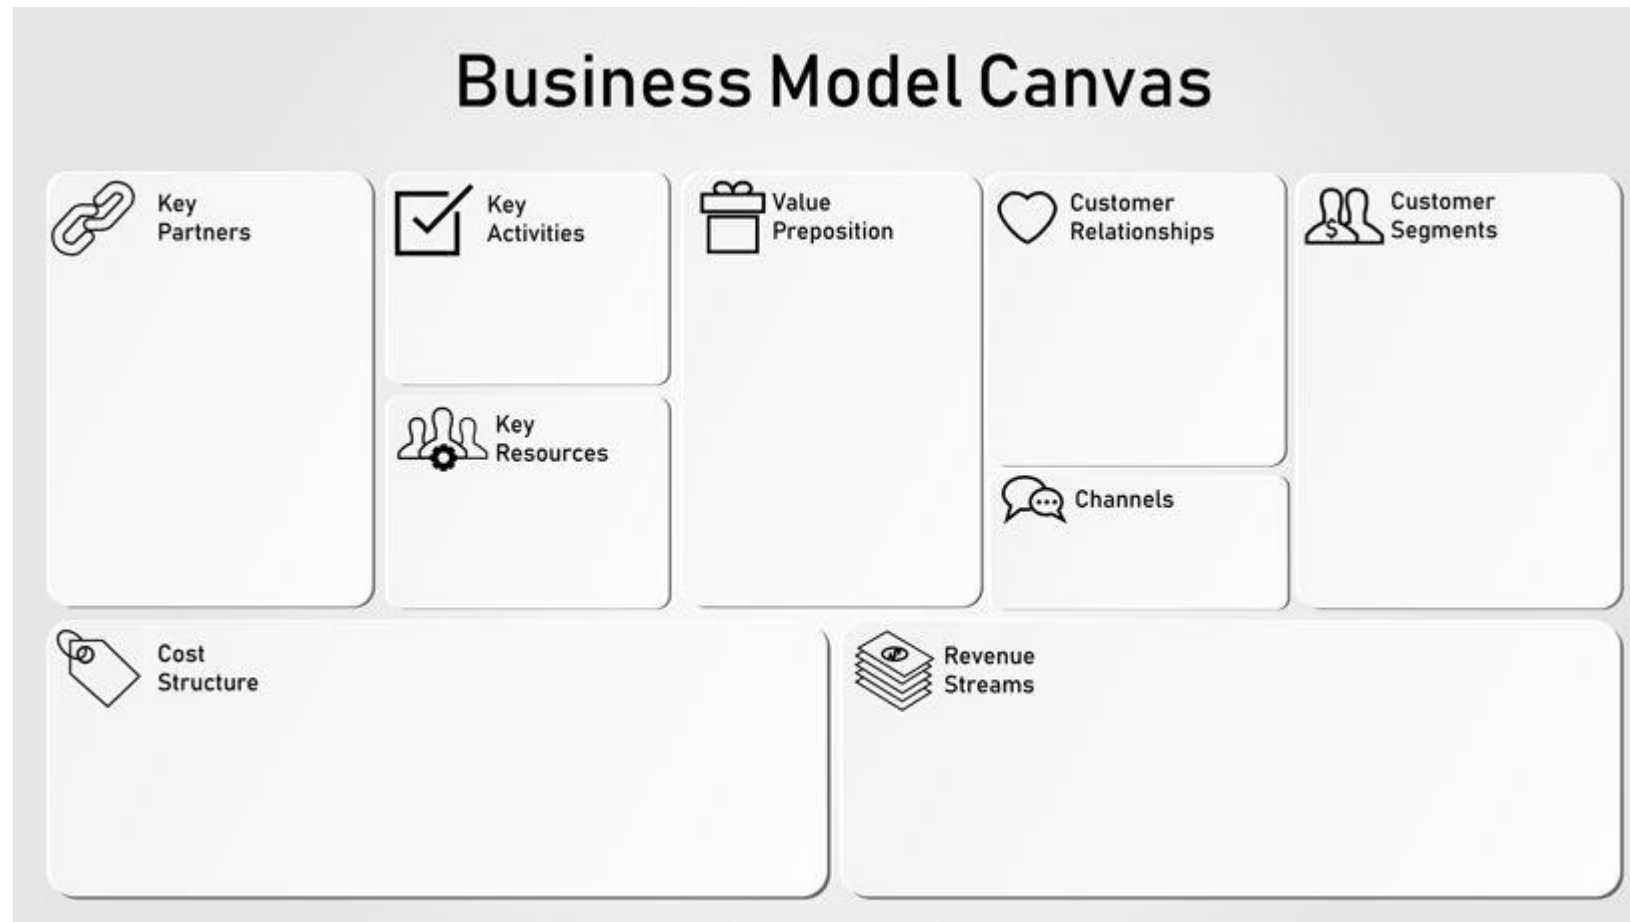 Business Model Canvas
Key
Partners
Key
Activities
Key
Resources
Value
Preposition
Customer
Relationships
Channels
Customer
Segments
Cost
Structure
Revenue
Streams